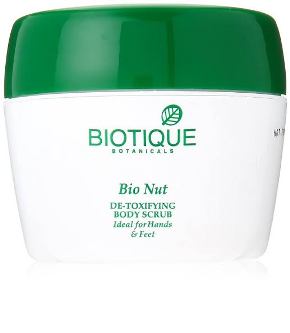 BIOTIQUE
BOTANICALS
Bio Nut
DE-TOXIFYING
BODY SCRUB
Ideal for Hands
& Feet